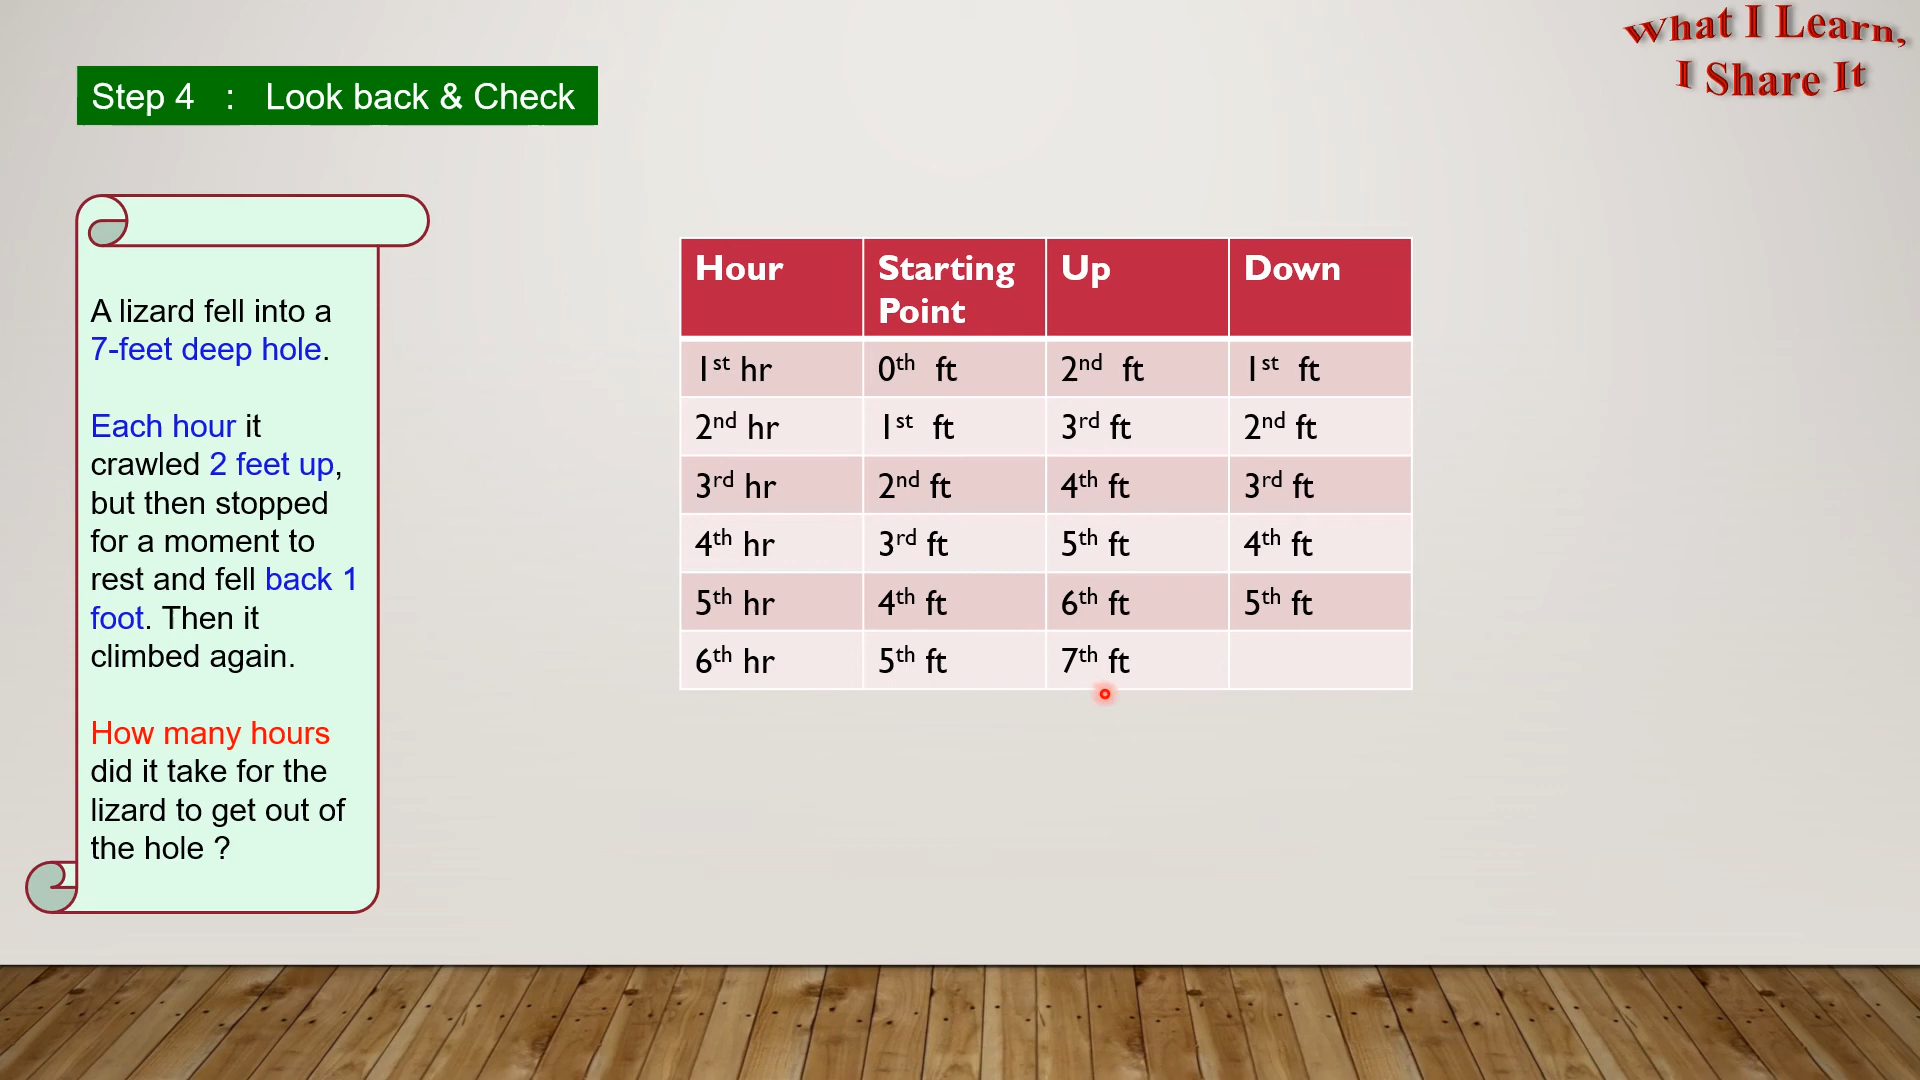 What I Learn,
I Share It
Step 4 : Look back & Check
A lizard fell into a
7-feet deep hole.
Each hour it
crawled 2 feet up,
but then stopped
for a moment to
rest and fell back 1
foot. Then it
climbed again.
How many hours
did it take for the
lizard to get out of
the hole ?
Hour Starting Point Up Down
1st hr 0th ft 2nd ft 1st ft
2nd hr 1st ft 3rd ft 2nd ft
3rd hr 2nd ft 4th ft 3rd ft
4th hr 3rd ft 5th ft 4th ft
5th hr 4th ft 6th ft 5th ft
6th hr 5th ft 7th ft